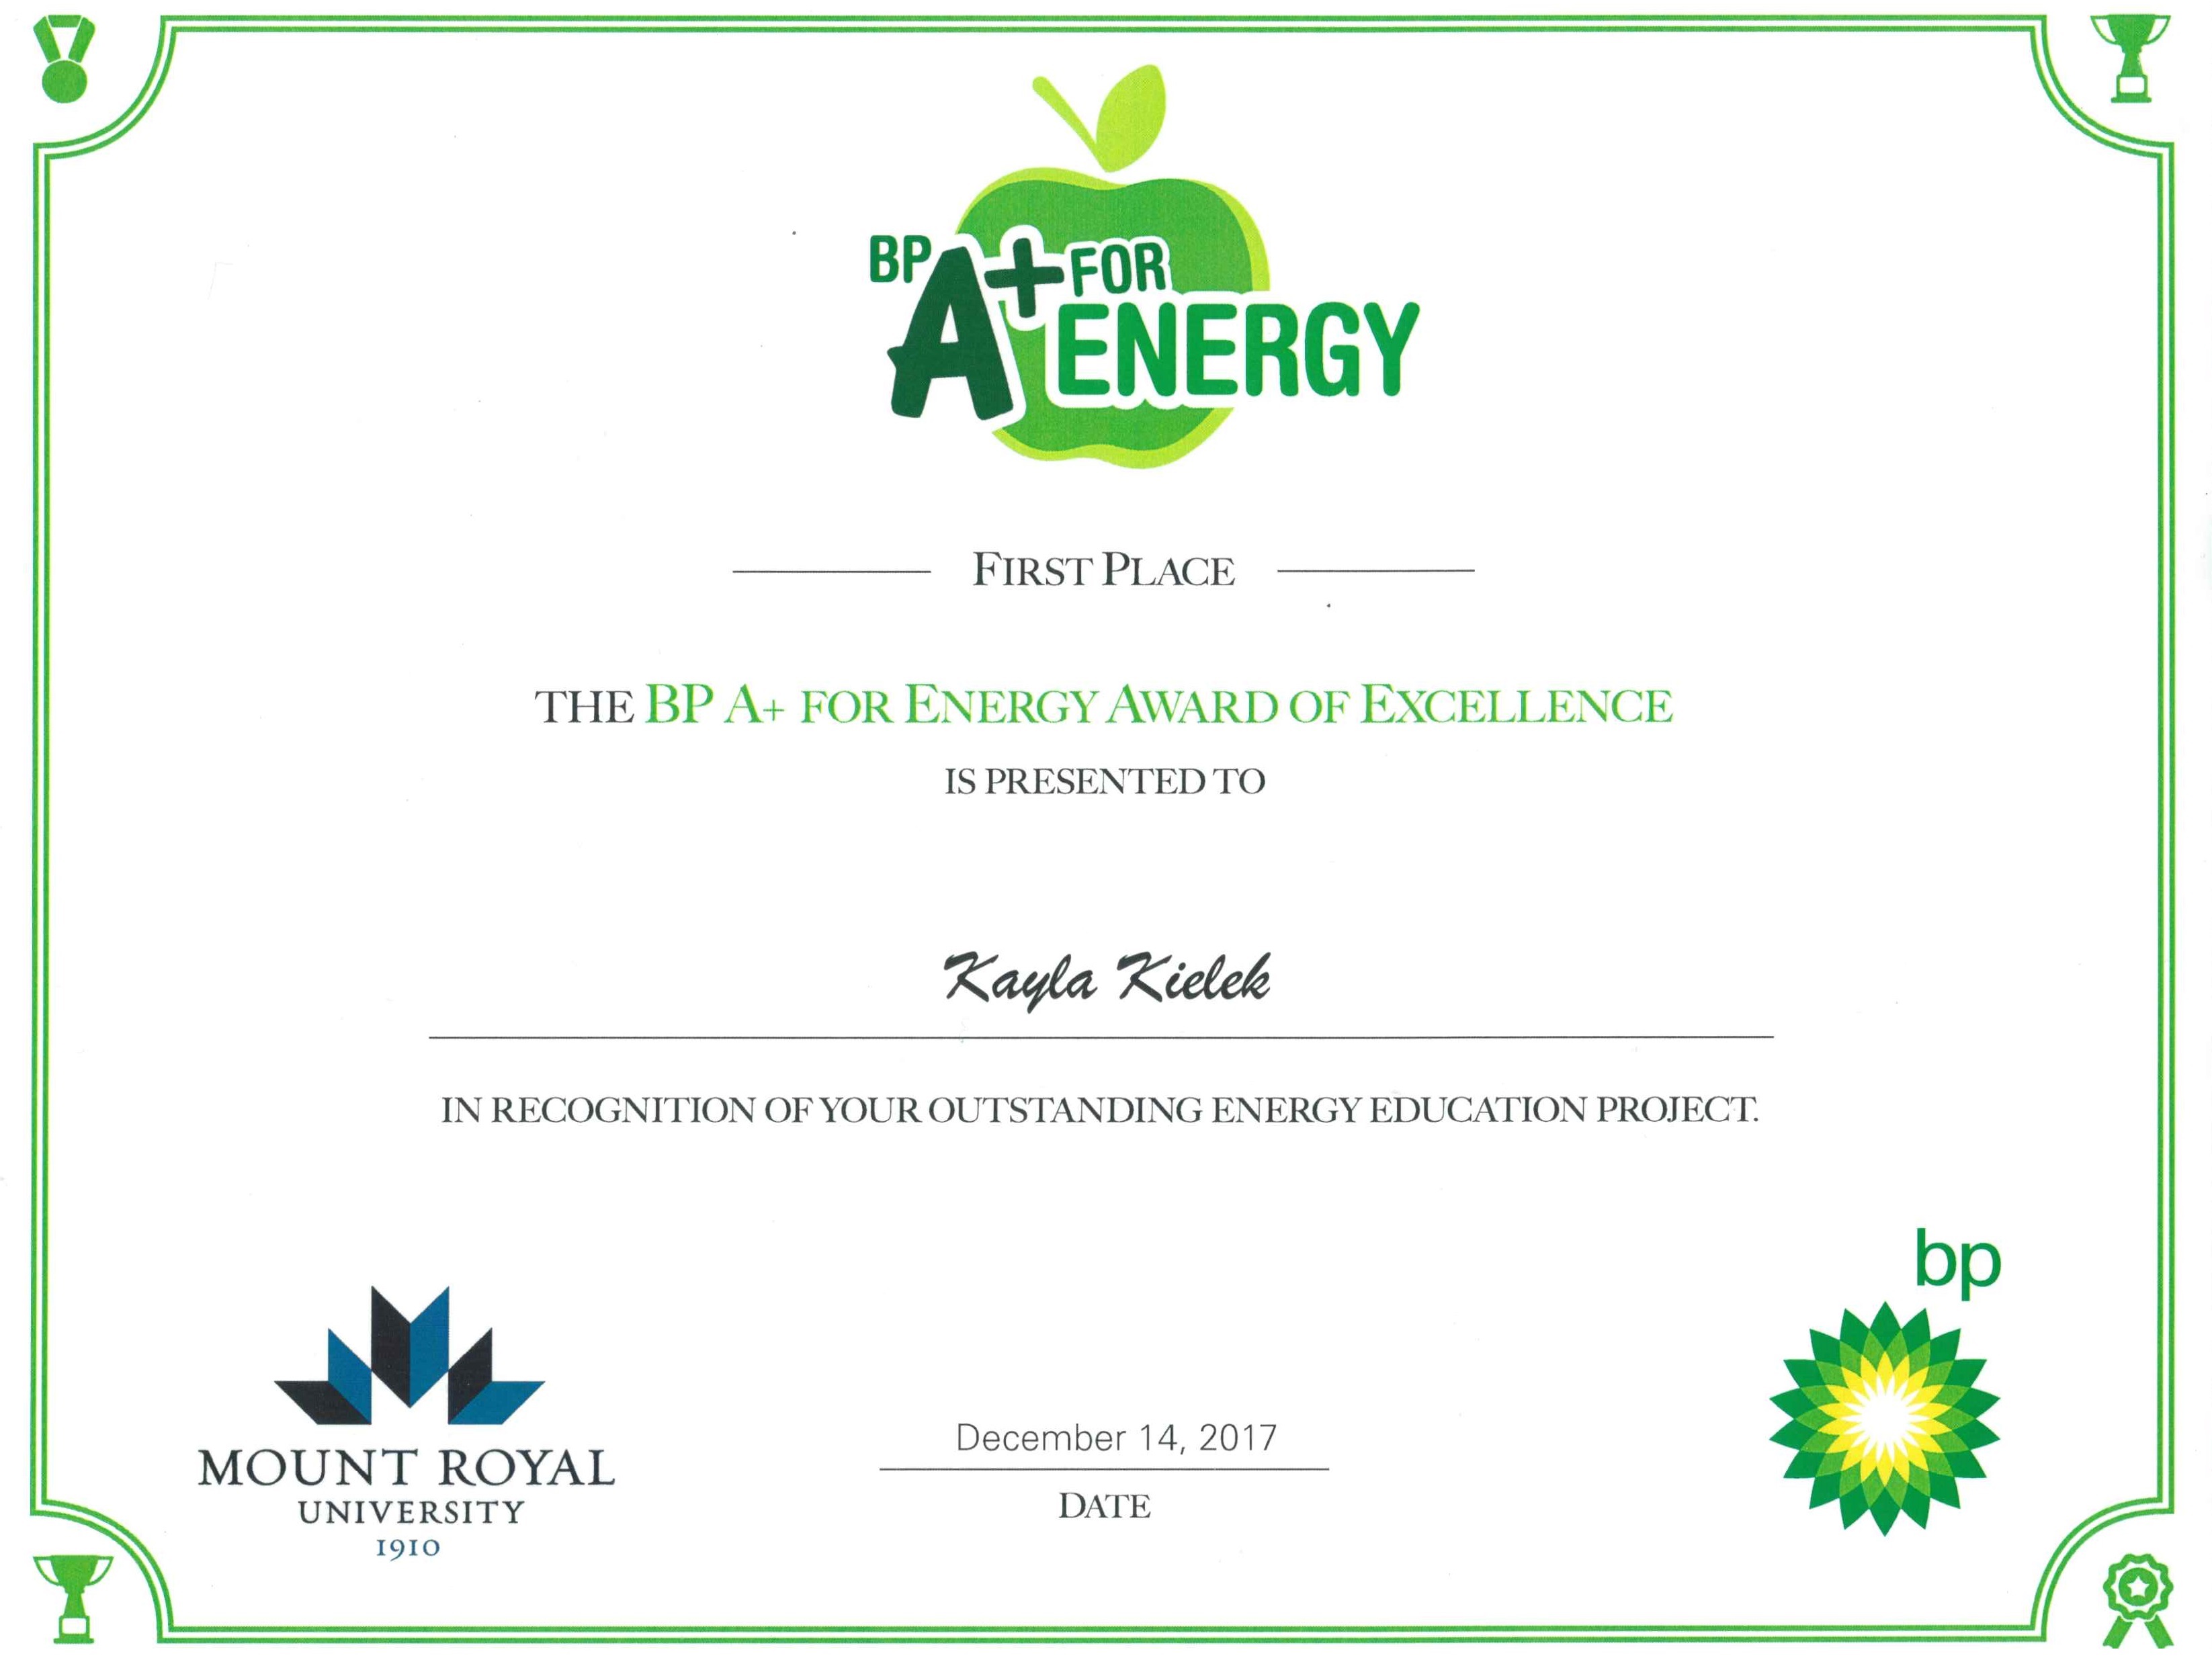 BP A+ FOR
ENERGY
FIRST PLACE
THE BP A+ FOR ENERGY AWARD OF EXCELLENCE
IS PRESENTED TO
Kayla Kielek
IN RECOGNITION OF YOUR OUTSTANDING ENERGY EDUCATION PROJECT.
bp
MOUNT ROYAL
UNIVERSITY
1910
December 14, 2017
DATE